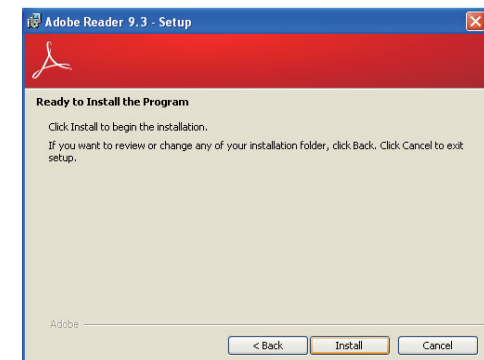 Adobe Reader 9.3 - Setup
Ready to Install the Program
Click Install to begin the installation.
If you want to review or change any of your installation folder, click Back. Click Cancel to exit
setup.
Adobe
< Back Install Cancel